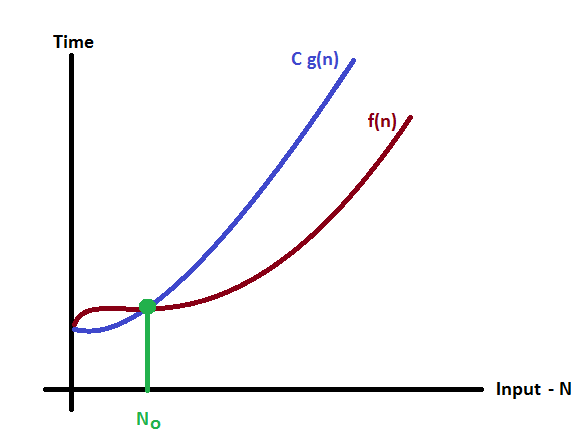 Time
C g(n)
f(n)
Input - N
No